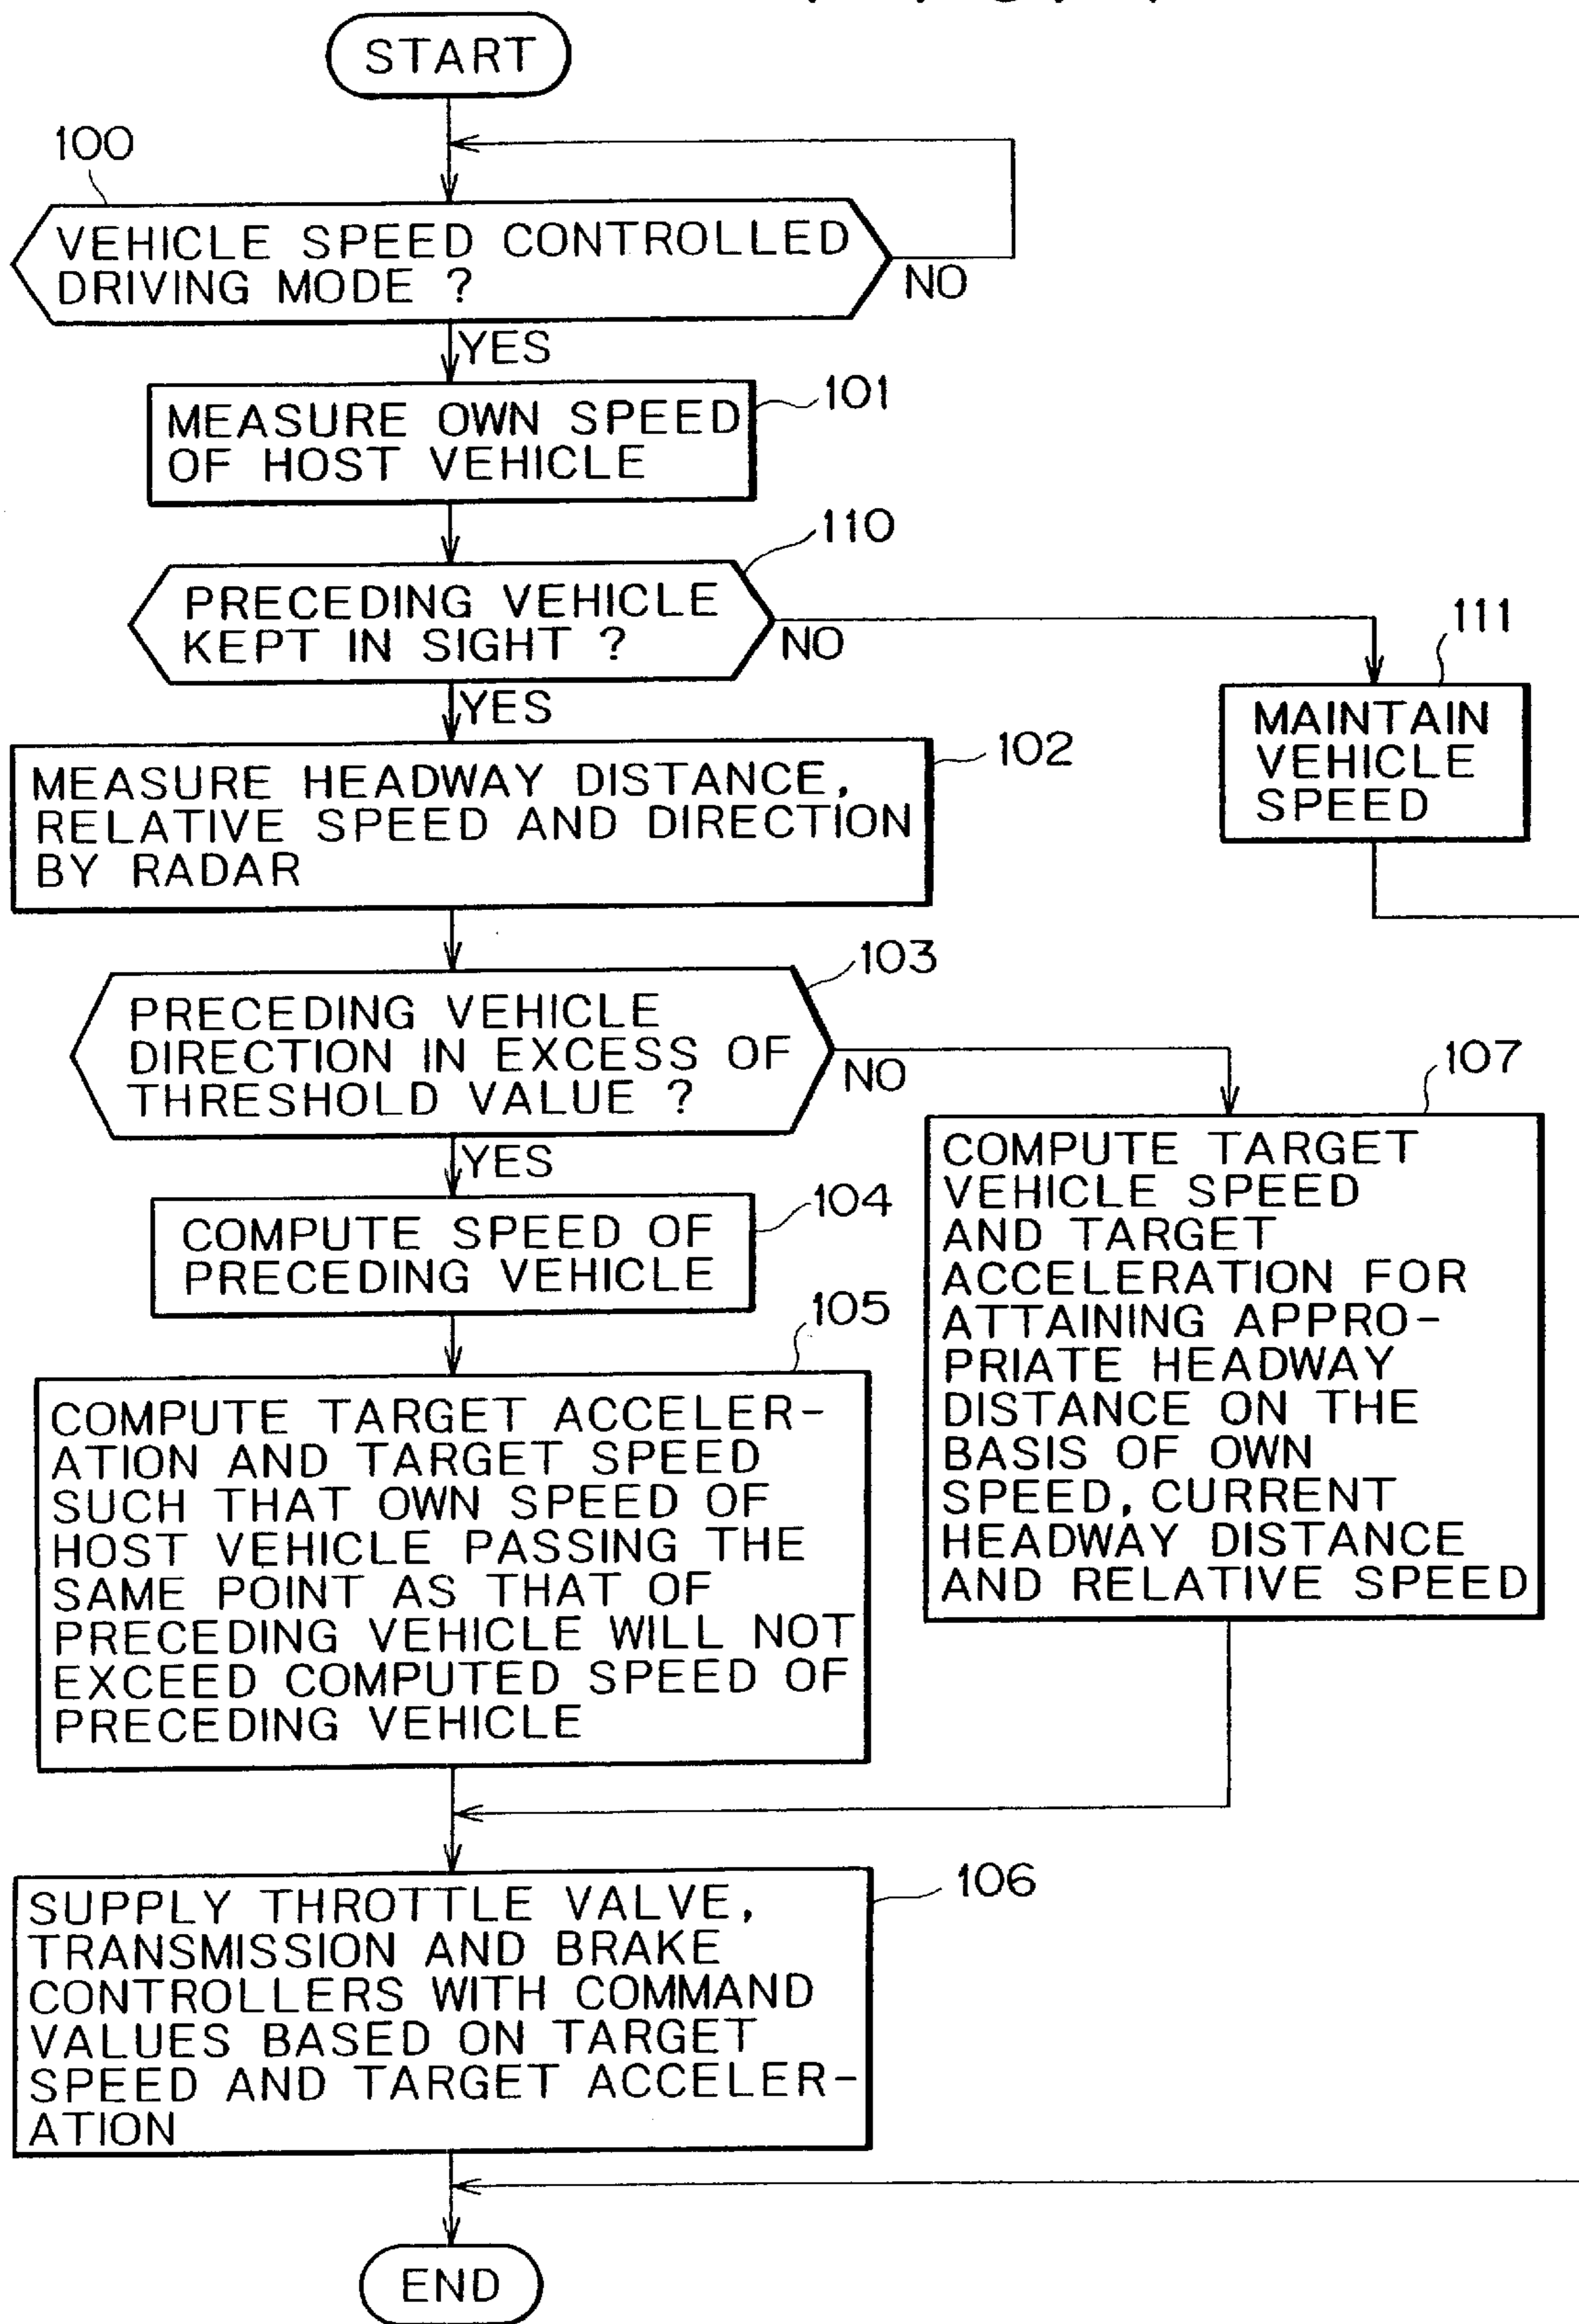 START
100
VEHICLE SPEED CONTROLLED
DRIVING MODE ?
NO
YES
101
MEASURE OWN SPEED
OF HOST VEHICLE
110
PRECEDING VEHICLE
KEPT IN SIGHT ?
NO
YES
111
MAINTAIN
VEHICLE
SPEED
102
MEASURE HEADWAY DISTANCE,
RELATIVE SPEED AND DIRECTION
BY RADAR
103
PRECEDING VEHICLE
DIRECTION IN EXCESS OF
THRESHOLD VALUE ?
NO
YES
107
COMPUTE TARGET
VEHICLE SPEED
AND TARGET
ACCELERATION FOR
ATTAINING APPRO-
PRIATE HEADWAY
DISTANCE ON THE
BASIS OF OWN
SPEED, CURRENT
HEADWAY DISTANCE
AND RELATIVE SPEED
104
COMPUTE SPEED OF
PRECEDING VEHICLE
105
COMPUTE TARGET ACCELER-
ATION AND TARGET SPEED
SUCH THAT OWN SPEED OF
HOST VEHICLE PASSING THE
SAME POINT AS THAT OF
PRECEDING VEHICLE WILL NOT
EXCEED COMPUTED SPEED OF
PRECEDING VEHICLE
106
SUPPLY THROTTLE VALVE,
TRANSMISSION AND BRAKE
CONTROLLERS WITH COMMAND
VALUES BASED ON TARGET
SPEED AND TARGET ACCELER-
ATION
END